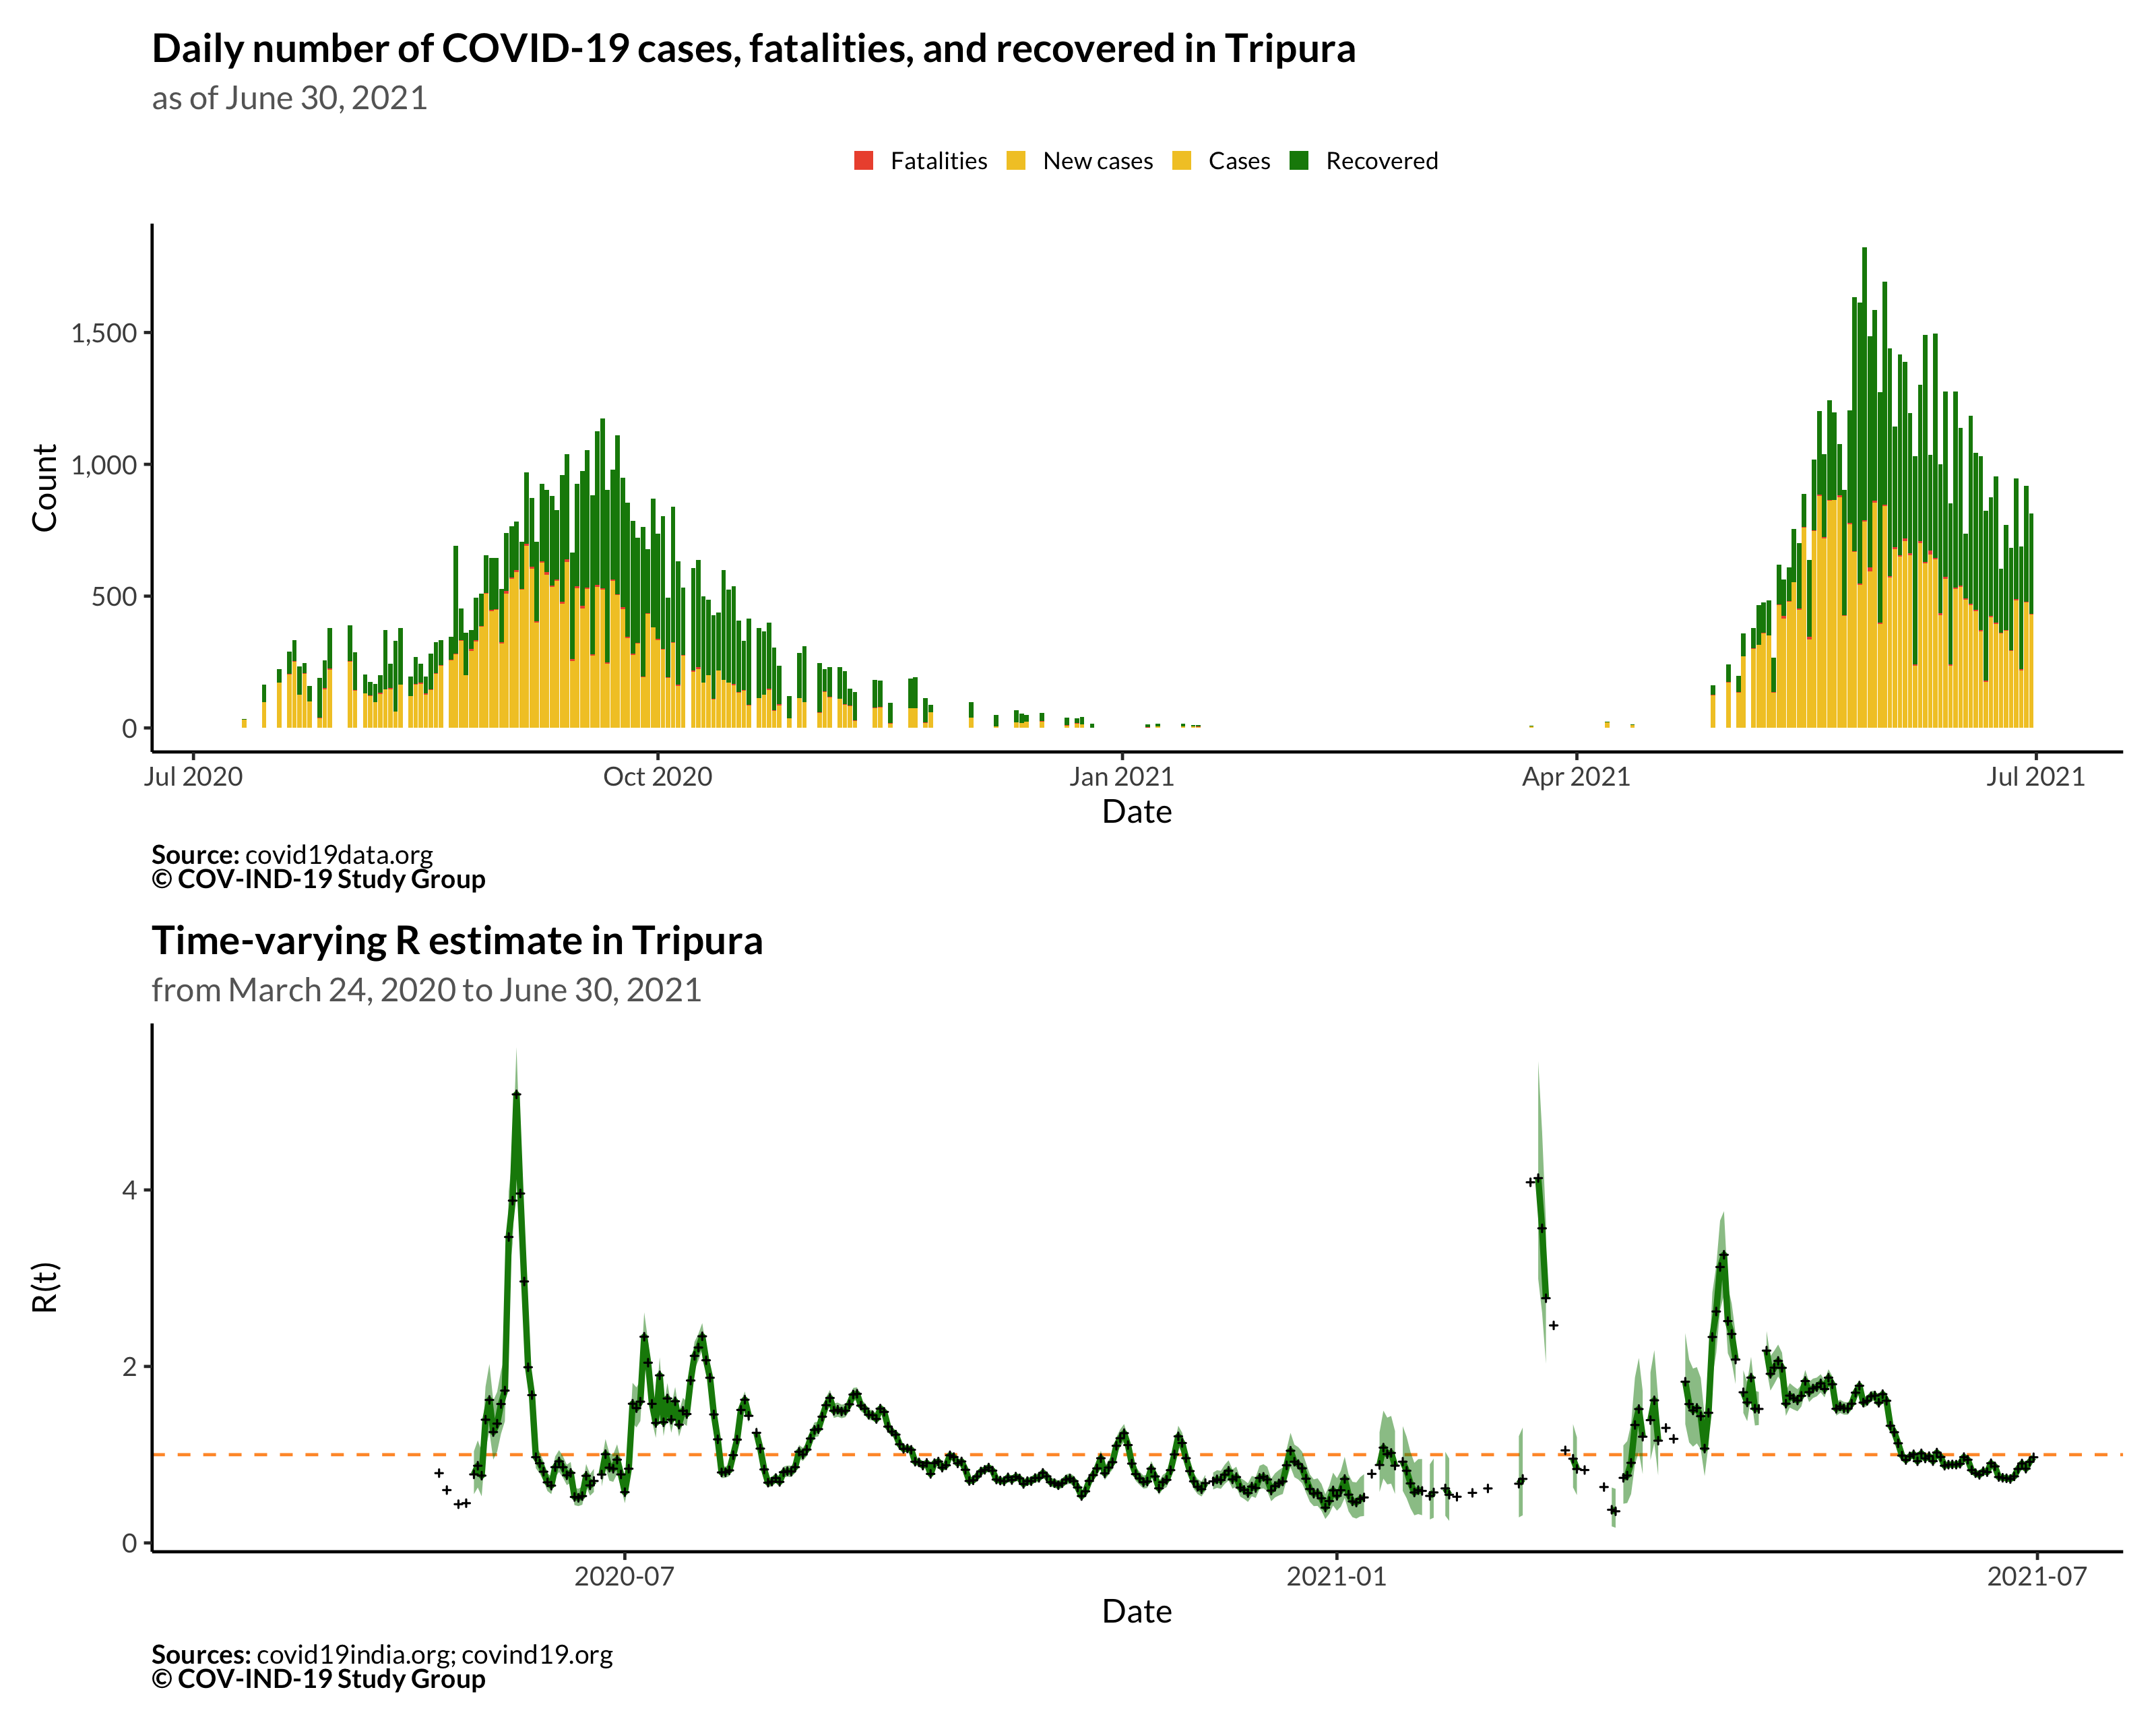 Daily number of COVID-19 cases, fatalities, and recovered in Tripura
as of June 30, 2021
Fatalities New cases Cases Recovered
Count
1,500
1,000
500
0
Jul 2020 Oct 2020 Jan 2021 Apr 2021 Jul 2021
Date
Source: covid19data.org
© COV-IND-19 Study Group
Time-varying R estimate in Tripura
from March 24, 2020 to June 30, 2021
R(t)
4
2
0
2020-07 2021-01 2021-07
Date
Sources: covid19india.org; covind19.org
© COV-IND-19 Study Group